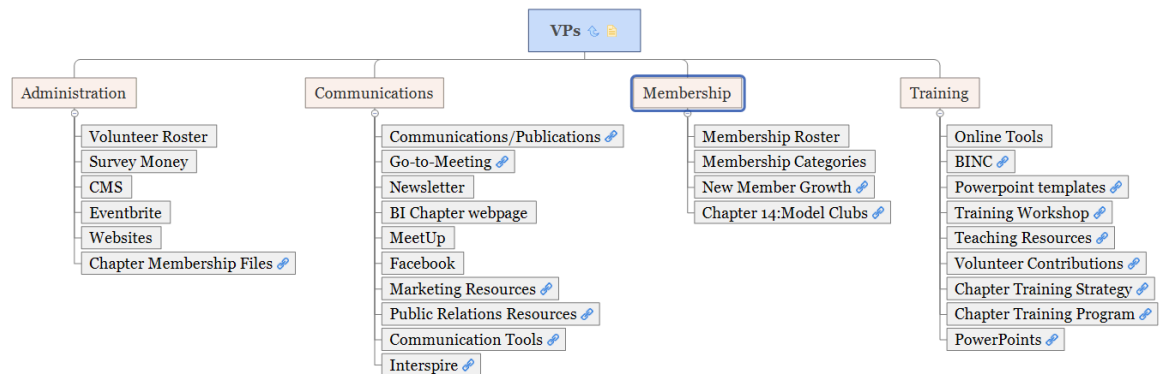 VPs
Administration
Volunteer Roster
Survey Money
CMS
Eventbrite
Websites
Chapter Membership Files
Communications
Communications/Publications
Go-to-Meeting
Newsletter
BI Chapter webpage
MeetUp
Facebook
Marketing Resources
Public Relations Resources
Communication Tools
Interspire
Membership
Membership Roster
Membership Categories
New Member Growth
Chapter 14:Model Clubs
Training
Online Tools
BINC
Powerpoint templates
Training Workshop
Teaching Resources
Volunteer Contributions
Chapter Training Strategy
Chapter Training Program
PowerPoints